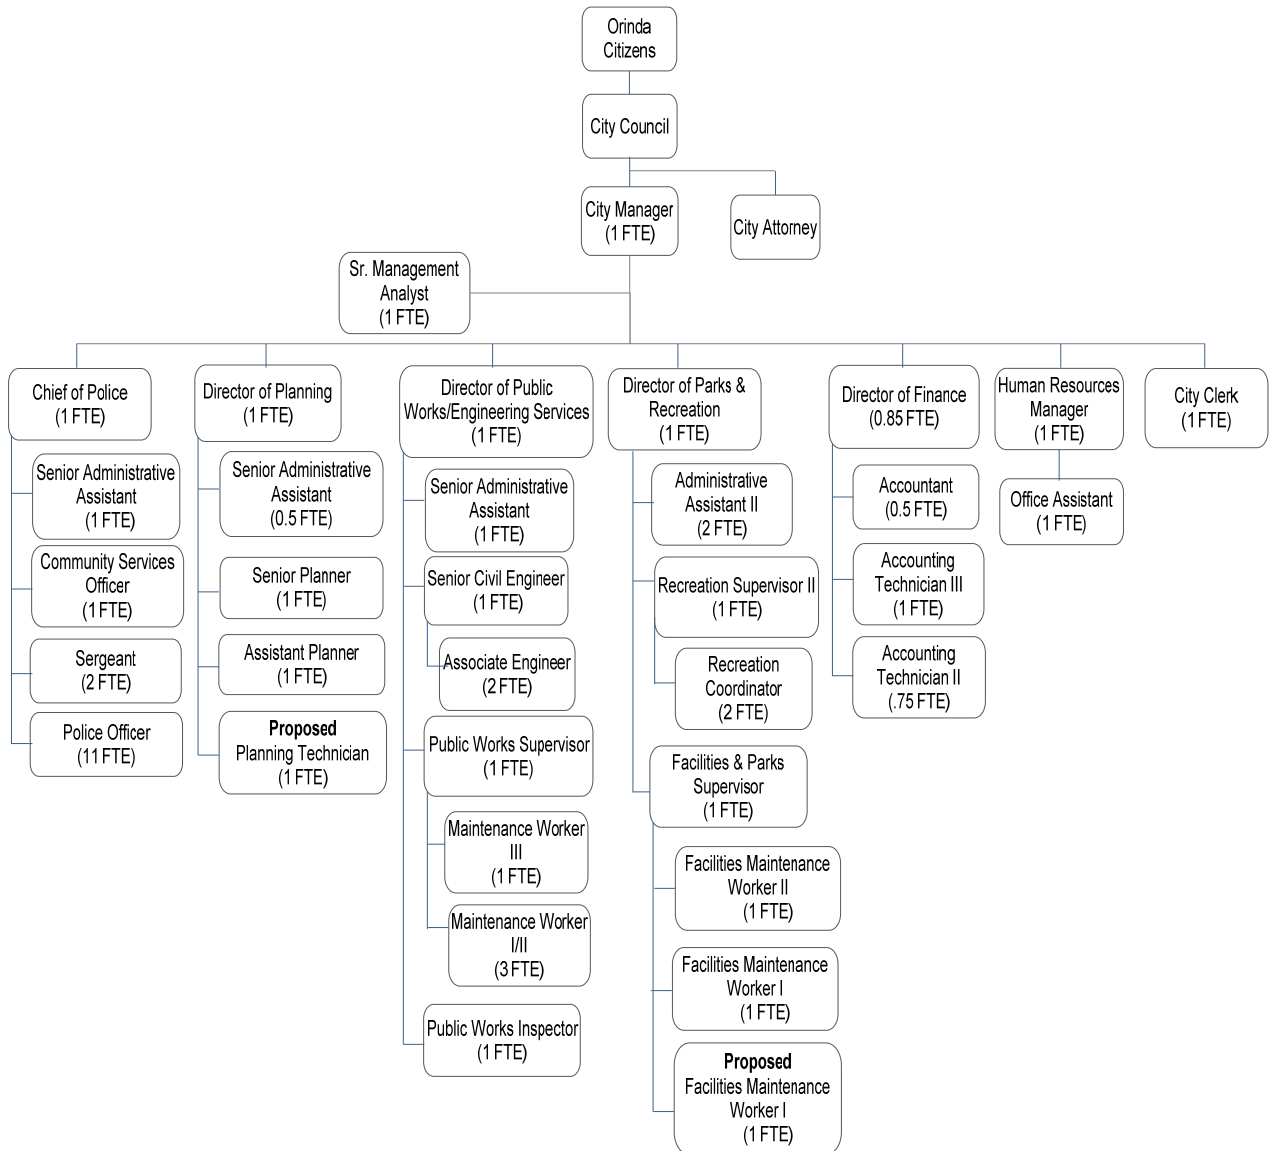 Orinda
Citizens
City Council
City Manager
(1 FTE)
City Attorney
Sr. Management
Analyst
(1 FTE)
Chief of Police
(1 FTE)
Senior Administrative
Assistant
(1 FTE)
Community Services
Officer
(1 FTE)
Sergeant
(2 FTE)
Police Officer
(11 FTE)
Director of Planning
(1 FTE)
Senior Administrative
Assistant
(0.5 FTE)
Senior Planner
(1 FTE)
Assistant Planner
(1 FTE)
Proposed
Planning Technician
(1 FTE)
Director of Public
Works/Engineering Services
(1 FTE)
Senior Administrative
Assistant
(1 FTE)
Senior Civil Engineer
(1 FTE)
Associate Engineer
(2 FTE)
Public Works Supervisor
(1 FTE)
Maintenance Worker
III
(1 FTE)
Maintenance Worker
I/II
(3 FTE)
Public Works Inspector
(1 FTE)
Director of Parks &
Recreation
(1 FTE)
Administrative
Assistant II
(2 FTE)
Recreation Supervisor II
(1 FTE)
Recreation
Coordinator
(2 FTE)
Facilities & Parks
Supervisor
(1 FTE)
Facilities Maintenance
Worker II
(1 FTE)
Facilities Maintenance
Worker I
(1 FTE)
Proposed
Facilities Maintenance
Worker I
(1 FTE)
Director of Finance
(0.85 FTE)
Accountant
(0.5 FTE)
Accounting
Technician III
(1 FTE)
Accounting
Technician II
(.75 FTE)
Human Resources
Manager
(1 FTE)
Office Assistant
(1 FTE)
City Clerk
(1 FTE)